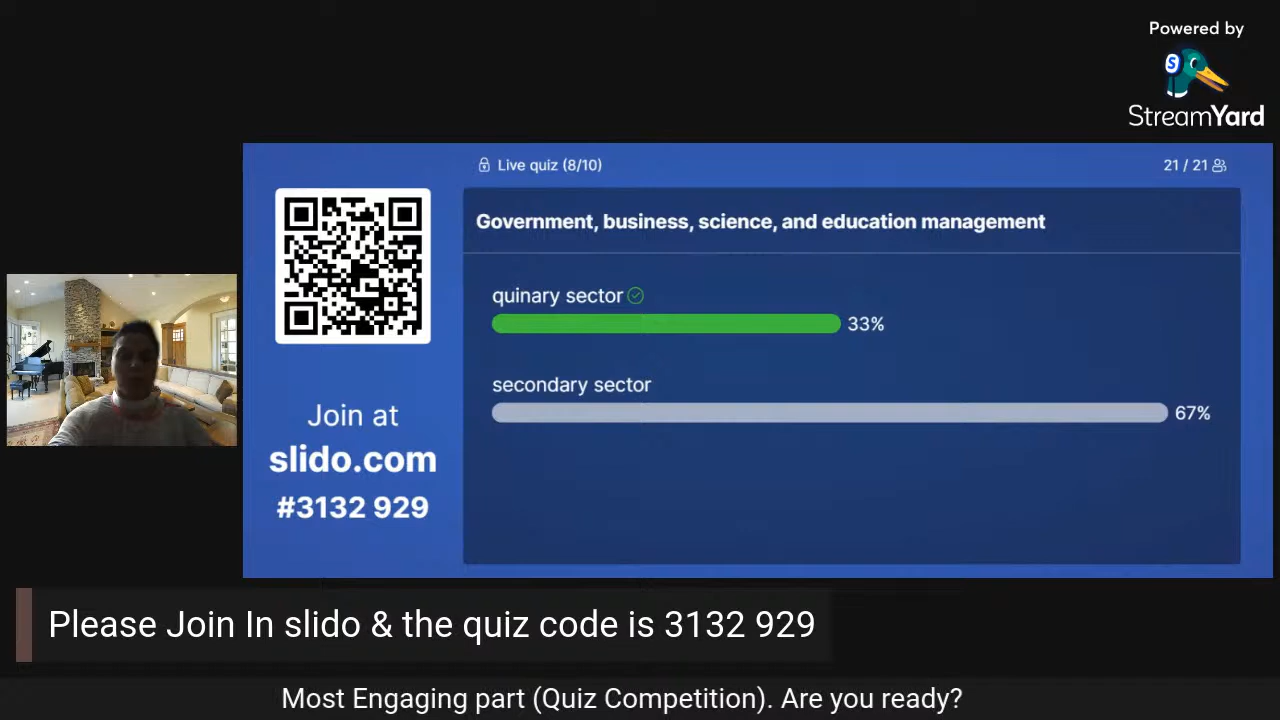 Powered by
StreamYard
Live quiz (8/10)
21 / 21
Government, business, science, and education management
quinary sector
33%
secondary sector
67%
Join at
slido.com
#3132 929
Please Join In slido & the quiz code is 3132 929
Most Engaging part (Quiz Competition). Are you ready?